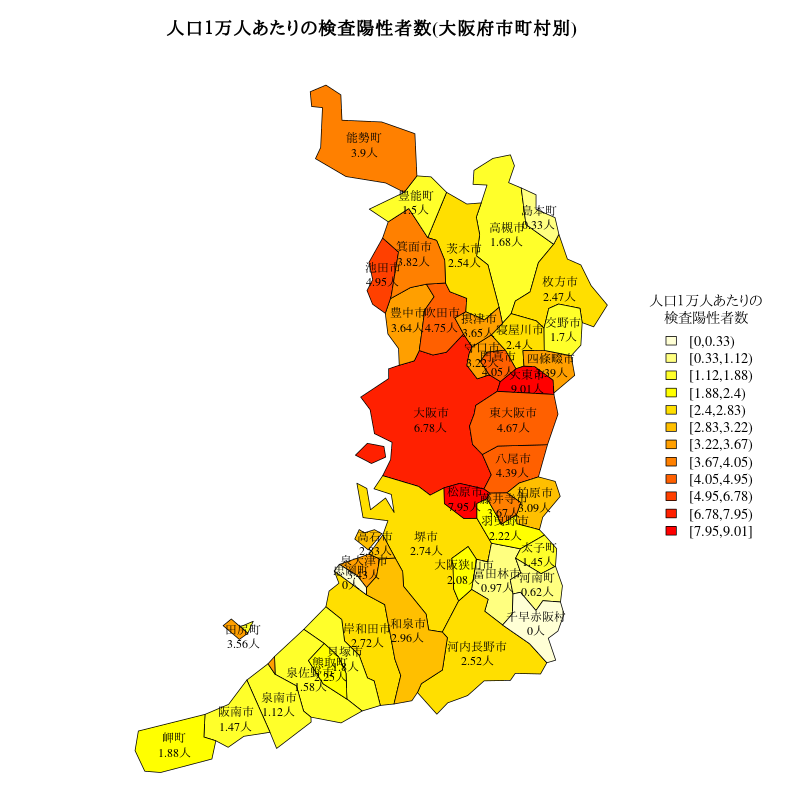 人口1万人あたりの検査陽性者数(大阪府市町村別)
能勢町
3.9人
豊能町
1.5人
島本町
0.33人
高槻市
1.68人
茨木市
2.54人
箕面市
3.82人
池田市
4.95人
枚方市
2.47人
豊中市
3.64人
吹田市
4.75人
摂津市
3.65人
交野市
1.7人
寝屋川市
2.4人
守口市
3.22人
門真市
4.05人
四條畷市
大東市
9.01人
大阪市
6.78人
東大阪市
4.67人
八尾市
4.39人
松原市
7.95人
柏原市
3.09人
藤井寺市
3.67人
羽曳野市
2.22人
高石市
2.83人
堺市
2.74人
太子町
1.45人
泉大津市
3.43人
忠岡町
0人
大阪狭山市
2.08人
富田林市
0.97人
河南町
0.62人
千早赤阪村
0人
田尻町
3.56人
岸和田市
2.72人
和泉市
2.96人
河内長野市
2.52人
貝塚市
1.8人
熊取町
2.25人
泉佐野市
1.58人
泉南市
1.12人
阪南市
1.47人
岬町
1.88人
人口1万人あたりの
検査陽性者数
[0,0.33)
[0.33,1.12)
[1.12,1.88)
[1.88,2.4)
[2.4,2.83)
[2.83,3.22)
[3.22,3.67)
[3.67,4.05)
[4.05,4.95)
[4.95,6.78)
[6.78,7.95)
[7.95,9.01]